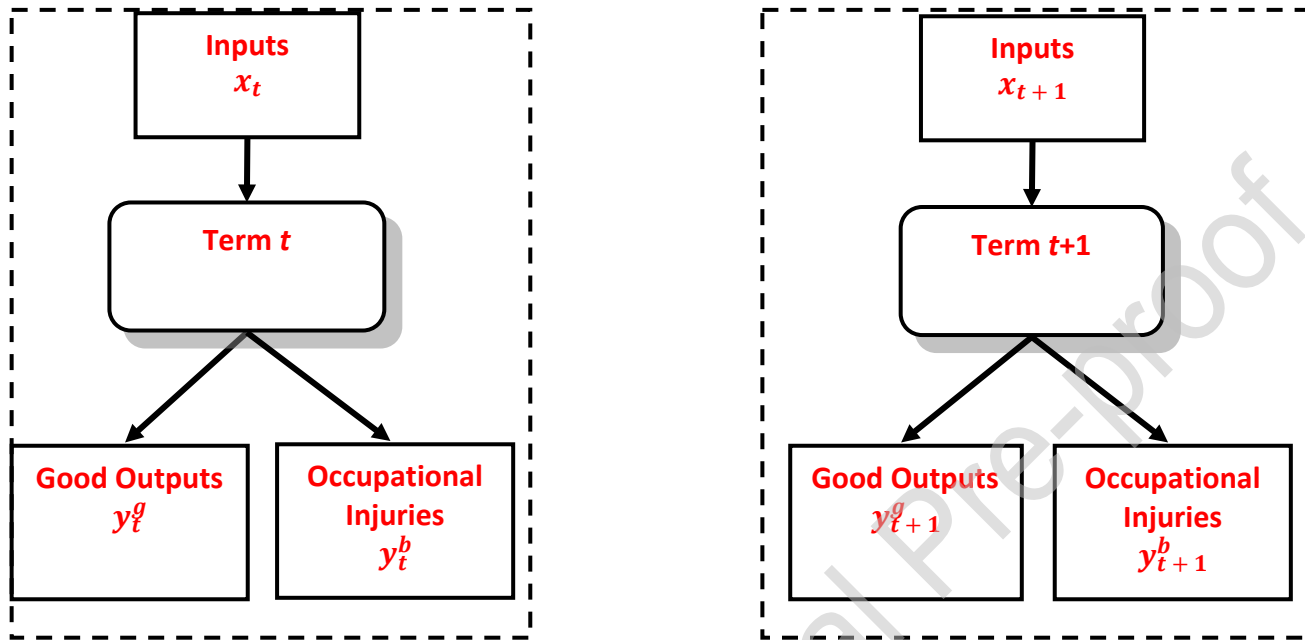 Inputs
x_t
Term t
Good Outputs
y_t^g
Occupational
Injuries
y_t^b
Inputs
x_{t+1}
Term t+1
Good Outputs
y_{t+1}^g
Occupational
Injuries
y_{t+1}^b
al Pre-proof